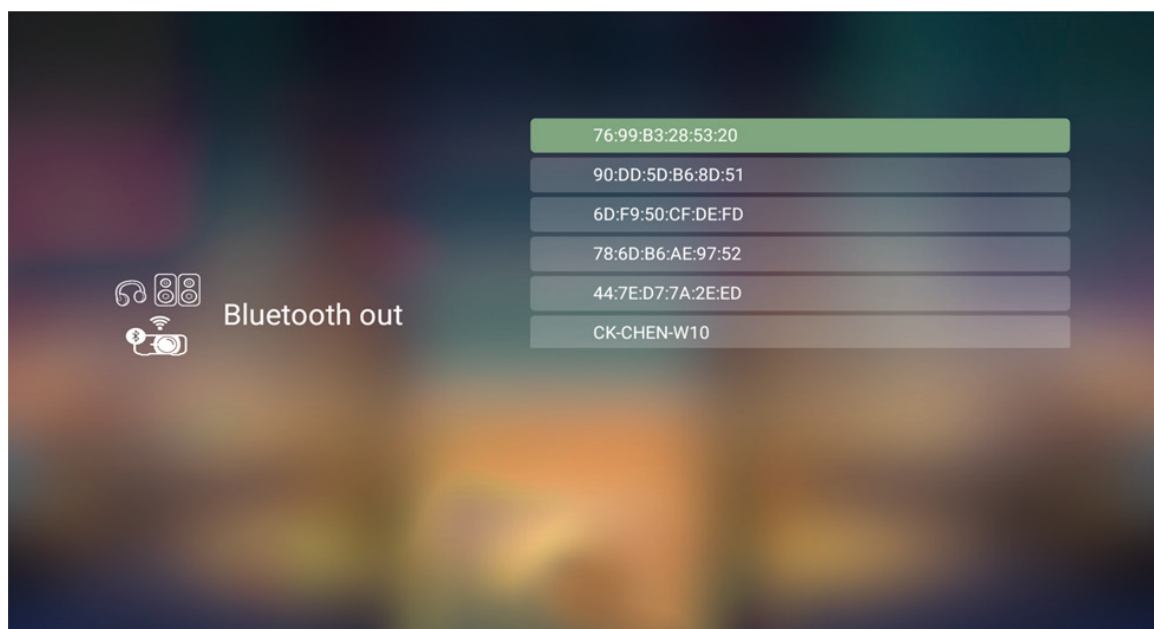 Bluetooth out
76:99:B3:28:53:20
90:DD:5D:B6:8D:51
6D:F9:50:CF:DE:FD
78:6D:B6:AE:97:52
44:7E:D7:7A:2E:ED
CK-CHEN-W10